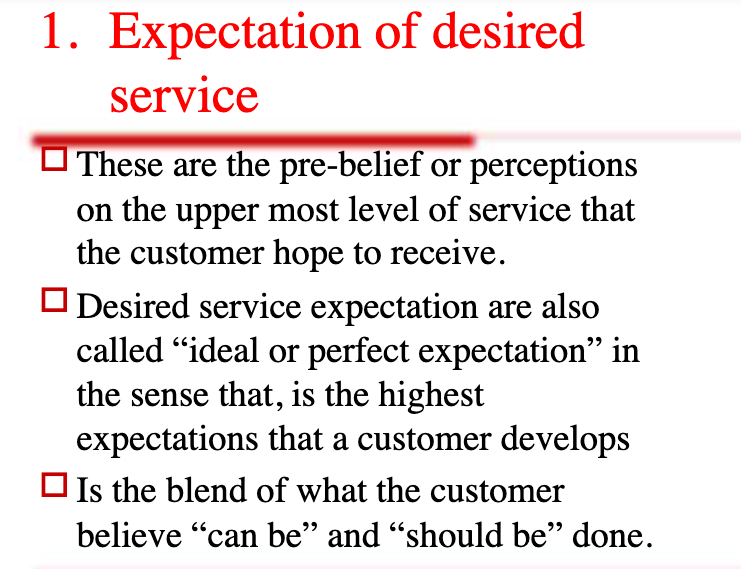 1. Expectation of desired
service
These are the pre-belief or perceptions
on the upper most level of service that
the customer hope to receive.
Desired service expectation are also
called “ideal or perfect expectation” in
the sense that, is the highest
expectations that a customer develops
Is the blend of what the customer
believe “can be” and “should be” done.